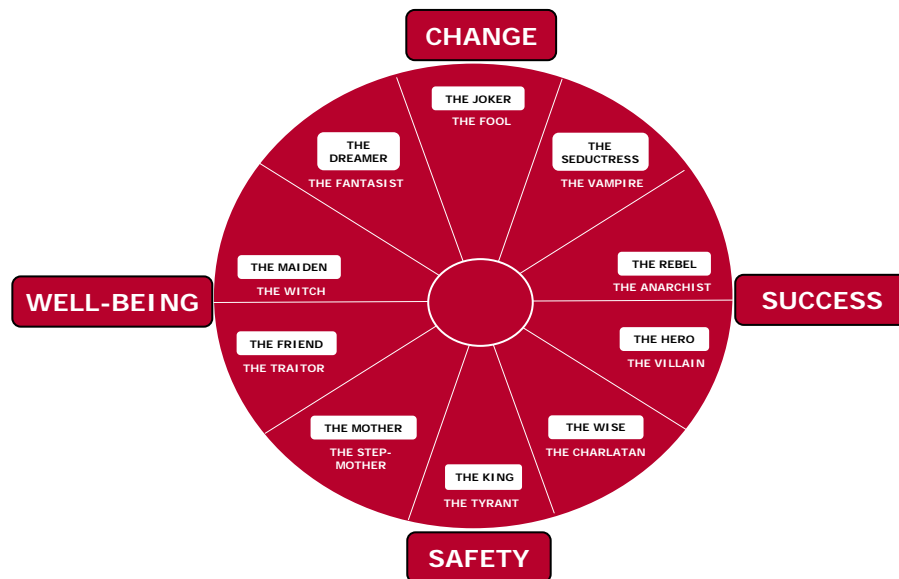 CHANGE
THE JOKER
THE FOOL
THE
DREAMER
THE FANTASIST
THE
SEDUCTRESS
THE VAMPIRE
THE MAIDEN
THE WITCH
THE REBEL
THE ANARCHIST
WELL-BEING
SUCCESS
THE FRIEND
THE TRAITOR
THE HERO
THE VILLAIN
THE MOTHER
THE STEP-
MOTHER
THE WISE
THE CHARLATAN
THE KING
THE TYRANT
SAFETY